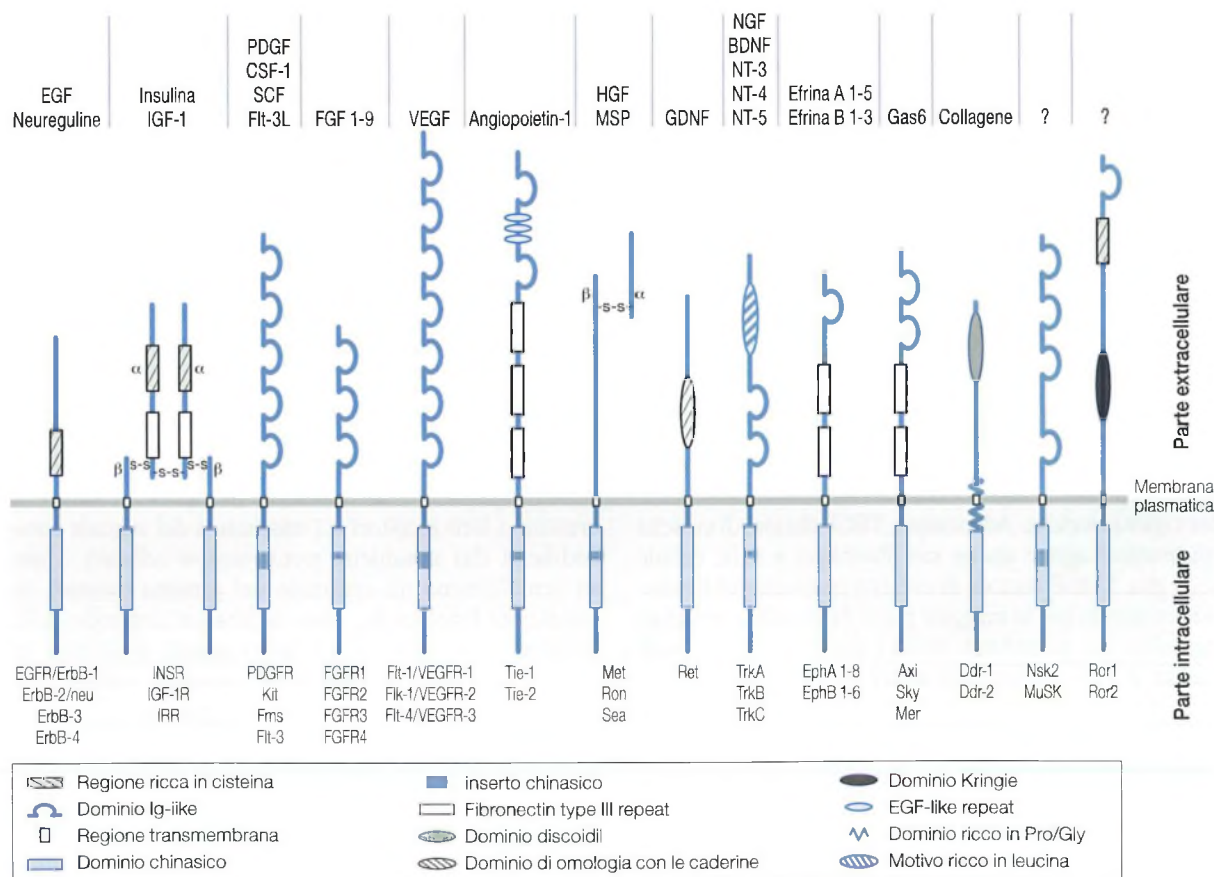 EGF
Neureguline
Insulina
IGF-1
PDGF
CSF-1
SCF
Flt-3L
FGF 1-9
VEGF
Angiopoietin-1
HGF
MSP
GDNF
NGF
BDNF
NT-3
NT-4
NT-5
Efrina A 1-5
Efrina B 1-3
Gas6
Collagene
?
?
α
α
β
s-s
s-s
s-s
β
β
s-s
α
Parte extracellulare
Membrana
plasmatica
Parte intracellulare
EGFR/ErbB-1
ErbB-2/neu
ErbB-3
ErbB-4
INSR
IGF-1R
IRR
PDGFR
Kit
Fms
Flt-3
FGFR1
FGFR2
FGFR3
FGFR4
Flt-1/VEGFR-1
Flk-1/VEGFR-2
Flt-4/VEGFR-3
Tie-1
Tie-2
Met
Ron
Sea
Ret
TrkA
TrkB
TrkC
EphA 1-8
EphB 1-6
Axi
Sky
Mer
Ddr-1
Ddr-2
Nsk2
MuSK
Ror1
Ror2
Regione ricca in cisteina
Dominio Ig-like
Regione transmembrana
Dominio chinasico
inserto chinasico
Fibronectin type III repeat
Dominio discoidil
Dominio di omologia con le caderine
Dominio Kringie
EGF-like repeat
Dominio ricco in Pro/Gly
Motivo ricco in leucina